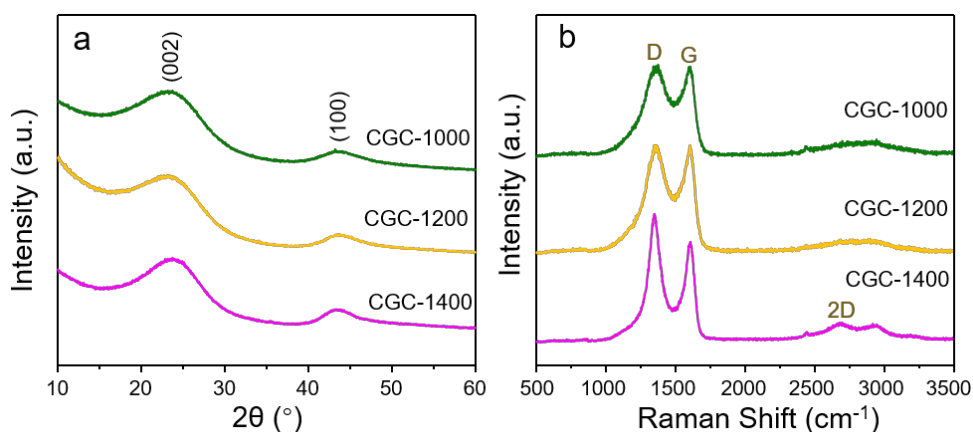 a
(002)
(100)
CGC-1000
CGC-1200
CGC-1400
Intensity (a.u.)
10 20 30 40 50 60
2θ (°)
b
D G
CGC-1000
CGC-1200
CGC-1400
2D
Intensity (a.u.)
500 1000 1500 2000 2500 3000 3500
Raman Shift (cm⁻¹)